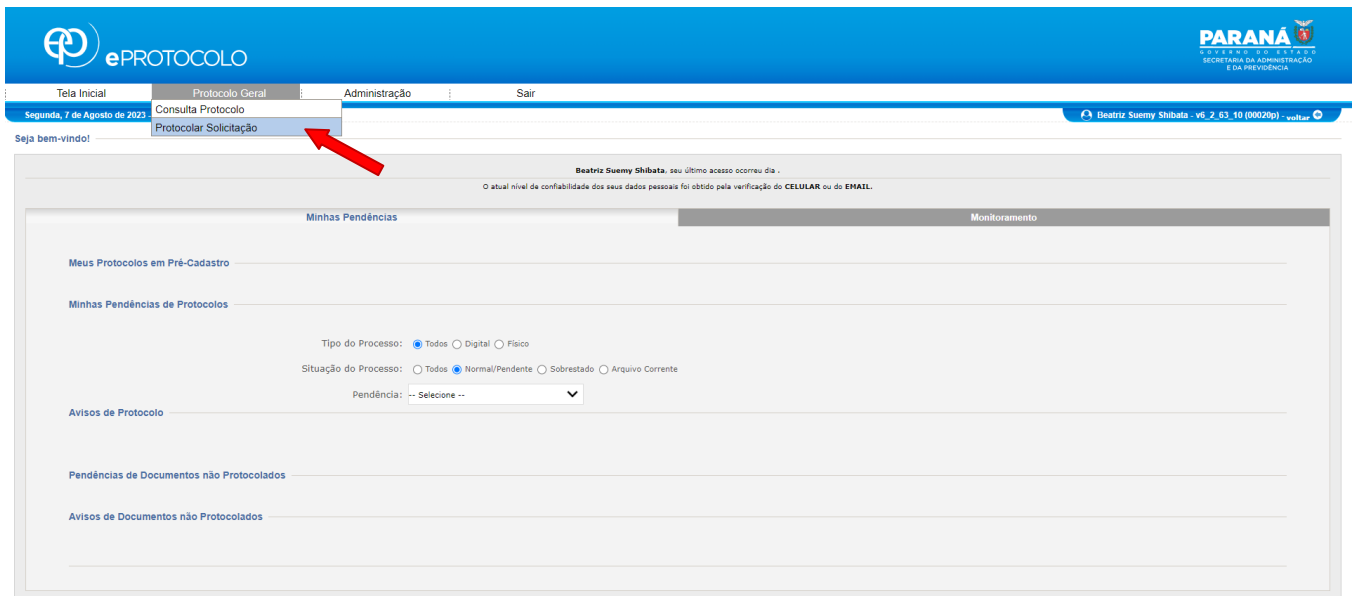 ep ePROTOCOLO
PARANÁ
GOVERNO DO ESTADO
SECRETARIA DA ADMINISTRAÇÃO
E DA PREVIDÊNCIA
Tela Inicial Protocolo Geral Administração Sair
Consulta Protocolo
Protocolar Solicitação
Segunda, 7 de Agosto de 2023 -
Beatriz Suemy Shibata - v6_2_63_10 (00020p) - voltar
Seja bem-vindo!
Beatriz Suemy Shibata, seu último acesso ocorreu dia .
O atual nível de confiabilidade dos seus dados pessoais foi obtido pela verificação do CELULAR ou do EMAIL.
Minhas Pendências Monitoramento
Meus Protocolos em Pré-Cadastro
Minhas Pendências de Protocolos
Tipo do Processo: Todos Digital Físico
Situação do Processo: Todos Normal/Pendente Sobrestado Arquivo Corrente
Pendência: -- Selecione --
Avisos de Protocolo
Pendências de Documentos não Protocolados
Avisos de Documentos não Protocolados